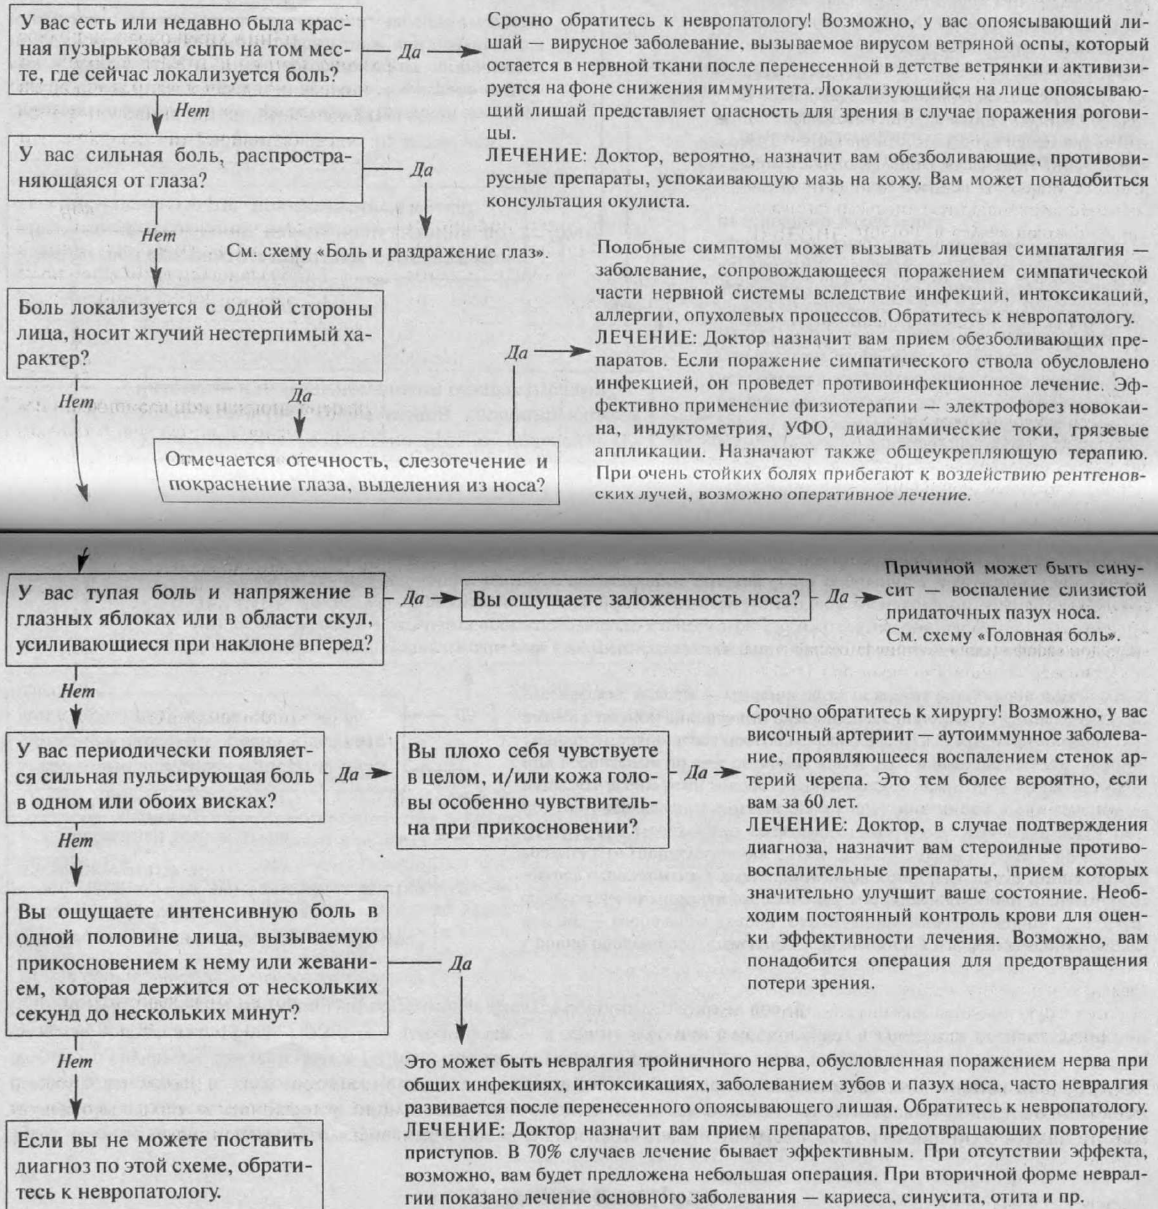 У вас есть или недавно была крас-
ная пузырьковая сыпь на том мес-
те, где сейчас локализуется боль?
Да
Срочно обратитесь к невропатологу! Возможно, у вас опоясывающий ли-
шай — вирусное заболевание, вызываемое вирусом ветряной оспы, который
остается в нервной ткани после перенесенной в детстве ветрянки и активизи-
руется на фоне снижения иммунитета. Локализующийся на лице опоясываю-
щий лишай представляет опасность для зрения в случае поражения рогови-
цы.
ЛЕЧЕНИЕ: Доктор, вероятно, назначит вам обезболивающие, противови-
русные препараты, успокаивающую мазь на кожу. Вам может понадобиться
консультация окулиста.
Нет
У вас сильная боль, распростра-
няющаяся от глаза?
Да
См. схему «Боль и раздражение глаз».
Нет
Боль локализуется с одной стороны
лица, носит жгучий нестерпимый ха-
рактер?
Нет
Да
Отмечается отечность, слезотечение и
покраснение глаза, выделения из носа?
Да
Подобные симптомы может вызывать лицевая симпаталгия —
заболевание, сопровождающееся поражением симпатической
части нервной системы вследствие инфекций, интоксикаций,
аллергии, опухолевых процессов. Обратитесь к невропатологу.
ЛЕЧЕНИЕ: Доктор назначит вам прием обезболивающих пре-
паратов. Если поражение симпатического ствола обусловлено
инфекцией, он проведет противоинфекционное лечение. Эф-
фективно применение физиотерапии — электрофорез новокаи-
на, индуктометрия, УФО, диадинамические токи, грязевые
аппликации. Назначают также общеукрепляющую терапию.
При очень стойких болях прибегают к воздействию рентгенов-
ских лучей, возможно оперативное лечение.
У вас тупая боль и напряжение в
глазных яблоках или в области скул,
усиливающиеся при наклоне вперед?
Да
Вы ощущаете заложенность носа?
Да
Причиной может быть сину-
сит — воспаление слизистой
придаточных пазух носа.
См. схему «Головная боль».
Нет
У вас периодически появляет-
ся сильная пульсирующая боль
в одном или обоих висках?
Да
Вы плохо себя чувствуете
в целом, и/или кожа голо-
вы особенно чувствитель-
на при прикосновении?
Да
Срочно обратитесь к хирургу! Возможно, у вас
височный артериит — аутоиммунное заболева-
ние, проявляющееся воспалением стенок ар-
терий черепа. Это тем более вероятно, если
вам за 60 лет.
ЛЕЧЕНИЕ: Доктор, в случае подтверждения
диагноза, назначит вам стероидные противо-
воспалительные препараты, прием которых
значительно улучшит ваше состояние. Необ-
ходим постоянный контроль крови для оцен-
ки эффективности лечения. Возможно, вам
понадобится операция для предотвращения
потери зрения.
Нет
Вы ощущаете интенсивную боль в
одной половине лица, вызываемую
прикосновением к нему или жевани-
ем, которая держится от нескольких
секунд до нескольких минут?
Да
Это может быть невралгия тройничного нерва, обусловленная поражением нерва при
общих инфекциях, интоксикациях, заболеванием зубов и пазух носа, часто невралгия
развивается после перенесенного опоясывающего лишая. Обратитесь к невропатологу.
ЛЕЧЕНИЕ: Доктор назначит вам прием препаратов, предотвращающих повторение
приступов. В 70% случаев лечение бывает эффективным. При отсутствии эффекта,
возможно, вам будет предложена небольшая операция. При вторичной форме неврал-
гии показано лечение основного заболевания — кариеса, синусита, отита и пр.
Нет
Если вы не можете поставить
диагноз по этой схеме, обрати-
тесь к невропатологу.